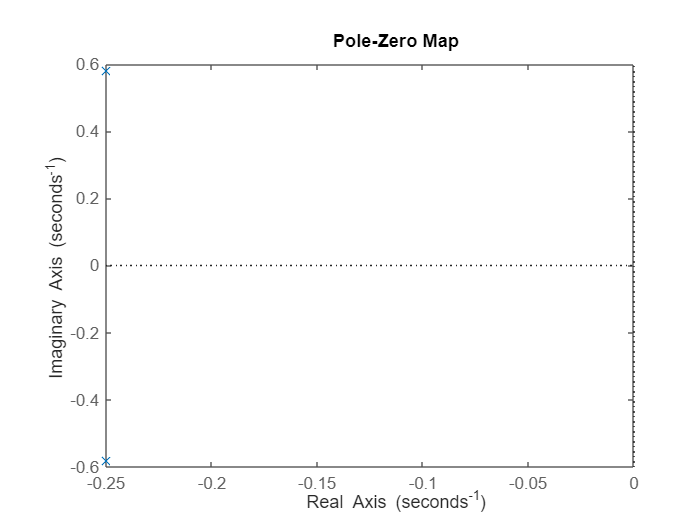 Pole-Zero Map
0.6
0.4
0.2
0
-0.2
-0.4
-0.6
Imaginary Axis (seconds⁻¹)
-0.25 -0.2 -0.15 -0.1 -0.05 0
Real Axis (seconds⁻¹)